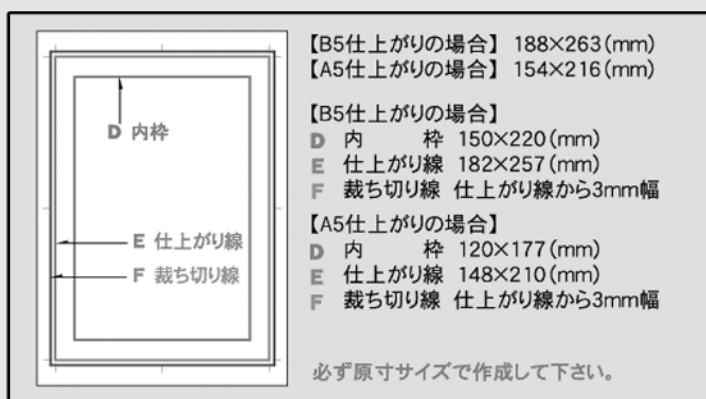 【B5仕上がりの場合】 188×263(mm)
【A5仕上がりの場合】 154×216(mm)
【B5仕上がりの場合】
D 内 枠 150×220(mm)
E 仕上がり線 182×257(mm)
F 裁ち切り線 仕上がり線から3mm幅
【A5仕上がりの場合】
D 内 枠 120×177(mm)
E 仕上がり線 148×210(mm)
F 裁ち切り線 仕上がり線から3mm幅
必ず原寸サイズで作成して下さい。
D 内枠
E 仕上がり線
F 裁ち切り線